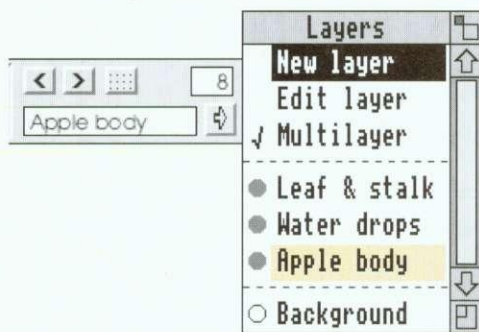 8
Apple body
Layers
New layer
Edit layer
√ Multilayer
Leaf & stalk
Water drops
Apple body
Background